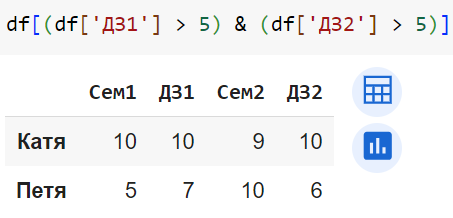 df[(df['ДЗ1'] > 5) & (df['ДЗ2'] > 5)]
Сем1 ДЗ1 Сем2 ДЗ2
Катя 10 10 9 10
Петя 5 7 10 6